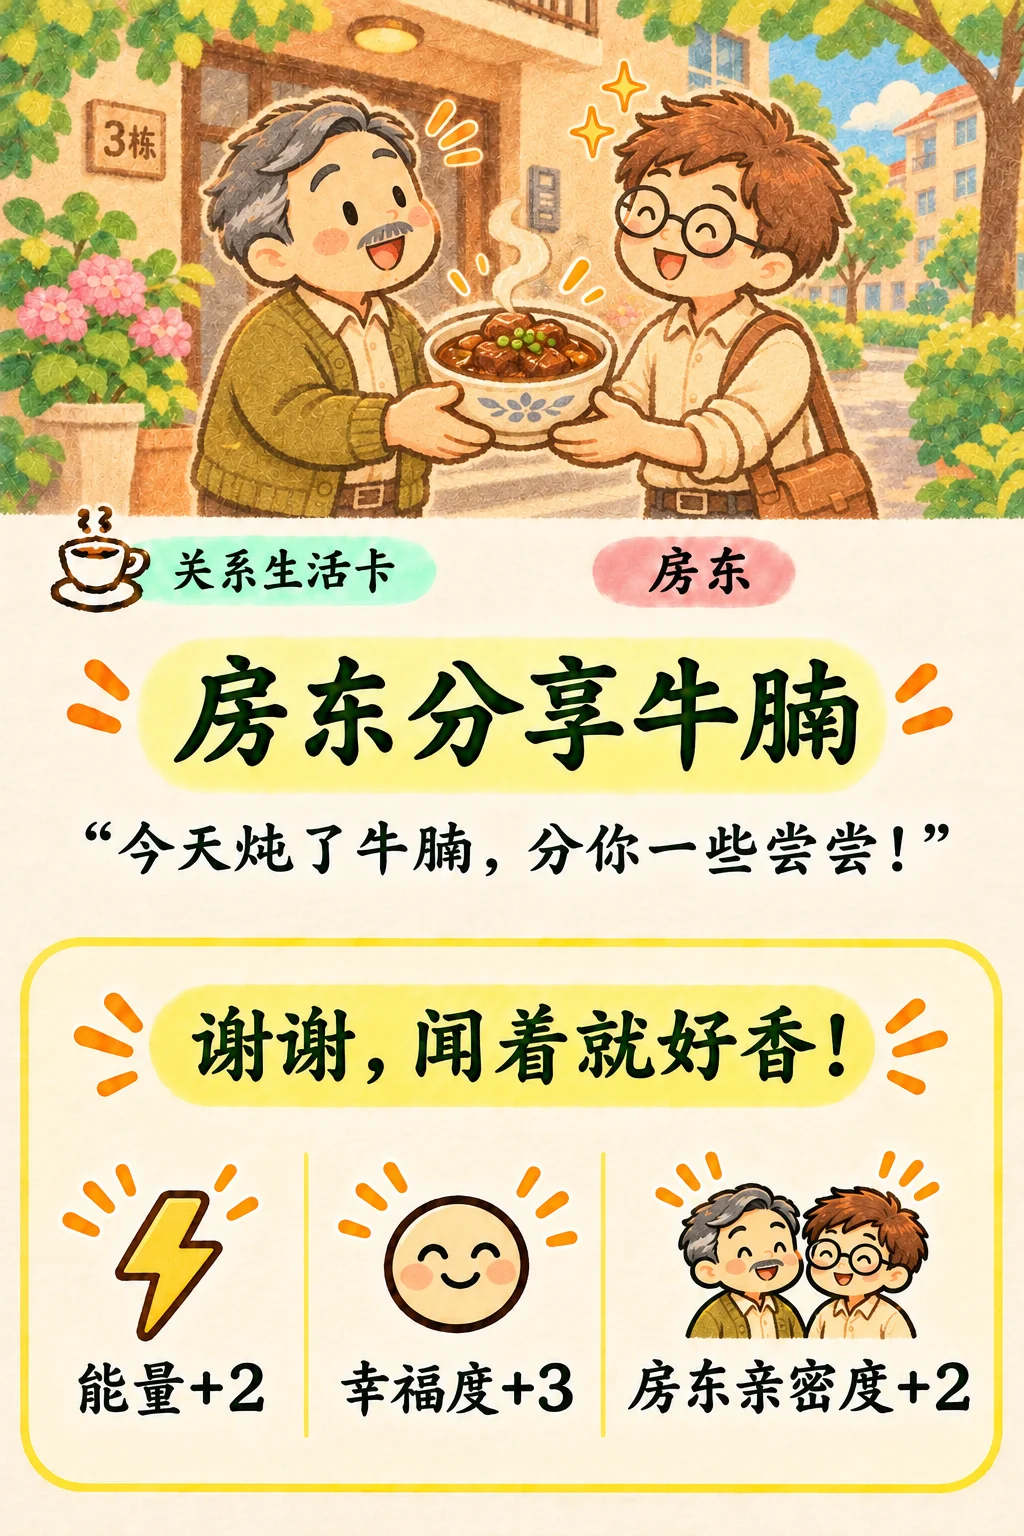 3栋
关系生活卡
房东
房东分享牛腩
“今天炖了牛腩，分你一些尝尝！”
谢谢，闻着就好香！
能量+2
幸福度+3
房东亲密度+2